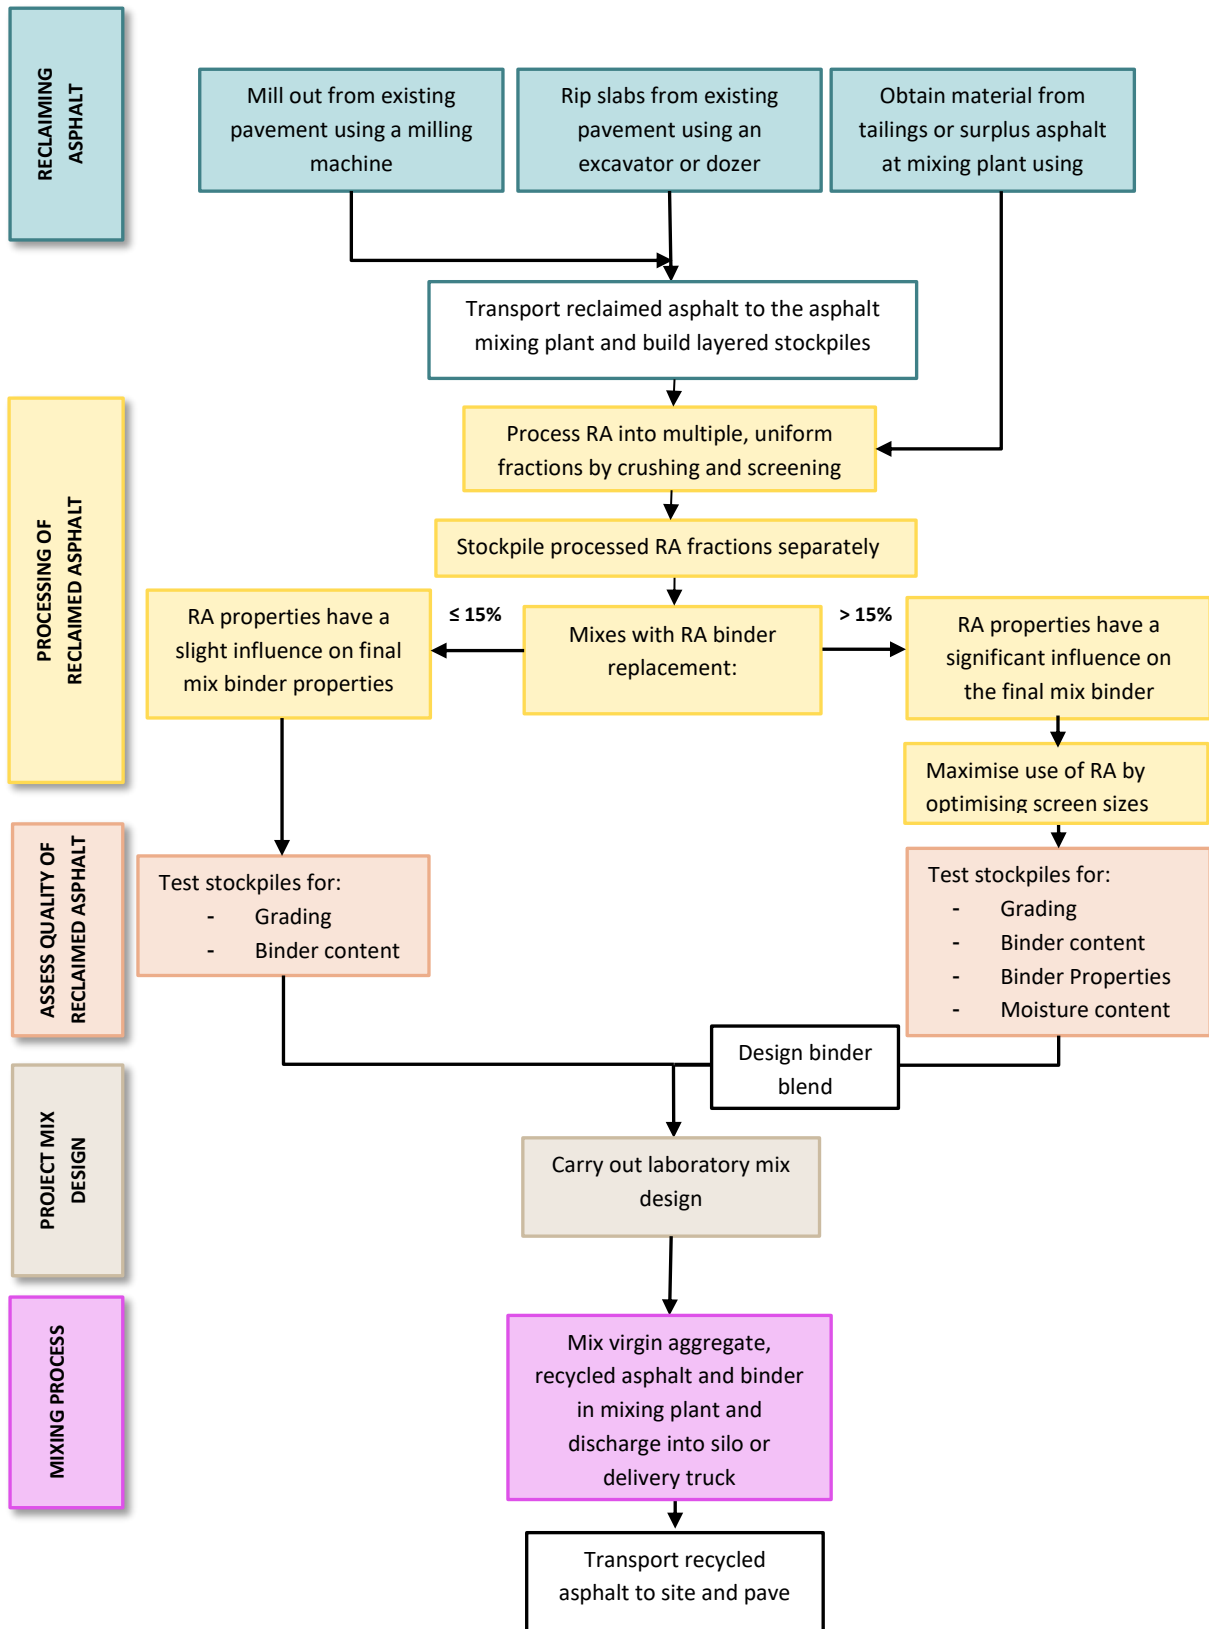 RECLAIMING
ASPHALT
Mill out from existing
pavement using a milling
machine
Rip slabs from existing
pavement using an
excavator or dozer
Obtain material from
tailings or surplus asphalt
at mixing plant using
Transport reclaimed asphalt to the asphalt
mixing plant and build layered stockpiles
PROCESSING OF
RECLAIMED ASPHALT
Process RA into multiple, uniform
fractions by crushing and screening
Stockpile processed RA fractions separately
RA properties have a
slight influence on final
mix binder properties
≤ 15%
Mixes with RA binder
replacement:
> 15%
RA properties have a
significant influence on
the final mix binder
Maximise use of RA by
optimising screen sizes
ASSESS QUALITY OF
RECLAIMED ASPHALT
Test stockpiles for:
- Grading
- Binder content
Test stockpiles for:
- Grading
- Binder content
- Binder Properties
- Moisture content
Design binder
blend
PROJECT MIX
DESIGN
Carry out laboratory mix
design
MIXING PROCESS
Mix virgin aggregate,
recycled asphalt and binder
in mixing plant and
discharge into silo or
delivery truck
Transport recycled
asphalt to site and pave